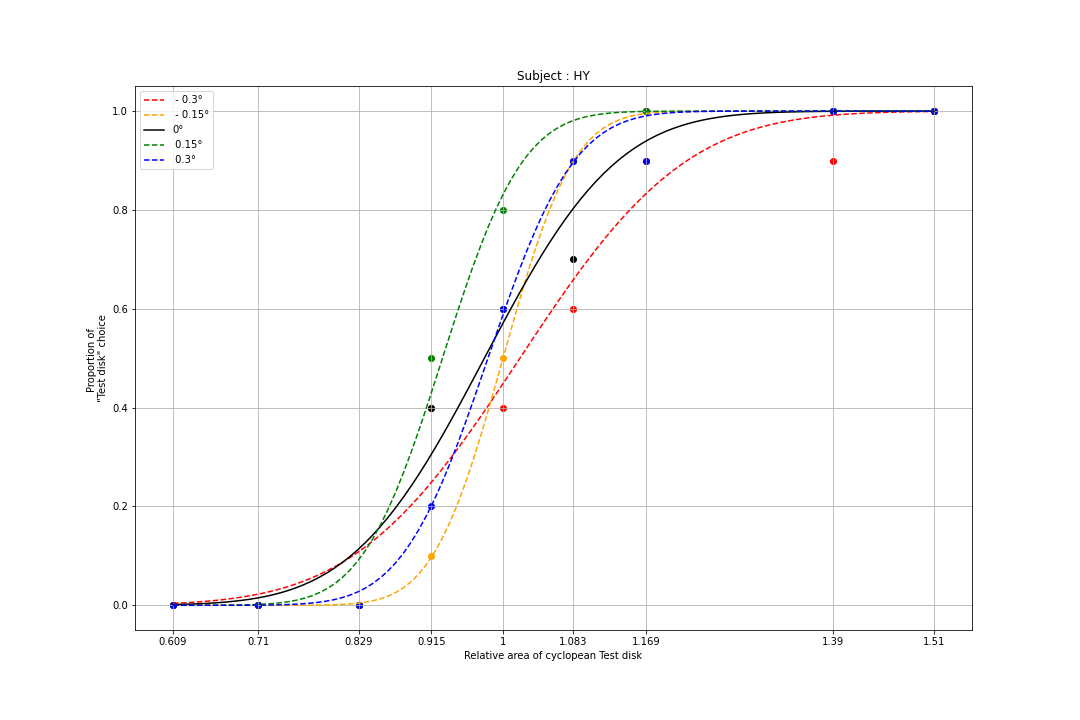 Subject : HY
- 0.3°
- 0.15°
0°
0.15°
0.3°
1.0
0.8
0.6
0.4
0.2
0.0
Proportion of
"Test disk" choice
0.609 0.71 0.829 0.915 1 1.083 1.169 1.39 1.51
Relative area of cyclopean Test disk